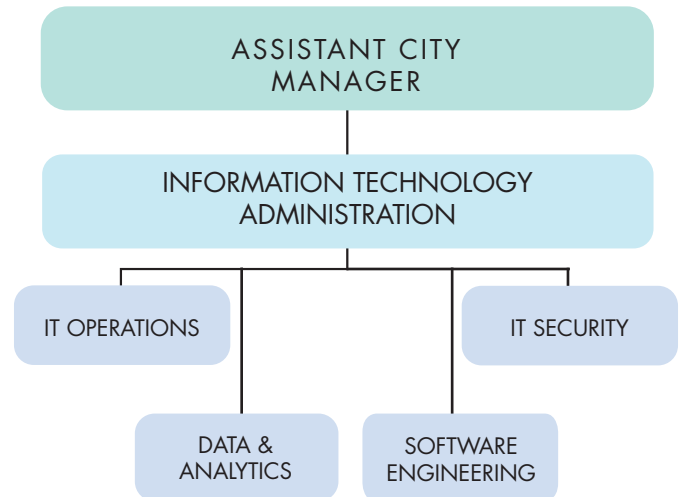 ASSISTANT CITY
MANAGER
INFORMATION TECHNOLOGY
ADMINISTRATION
IT OPERATIONS
IT SECURITY
DATA &
ANALYTICS
SOFTWARE
ENGINEERING